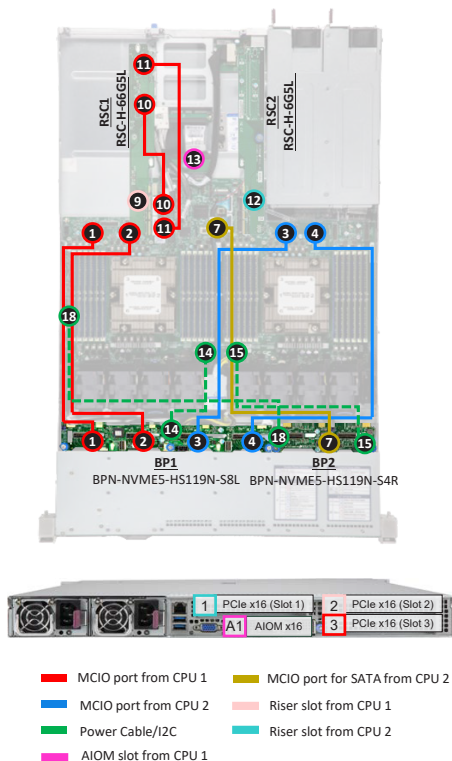 11
RSC1
RSC-H-66G5L
RSC2
RSC-H-6G5L
10
13
9
10
12
11
1
2
7
3
4
18
14
15
14
1
2
3
4
18
7
15
BP1
BP2
BPN-NVME5-HS119N-S8L
BPN-NVME5-HS119N-S4R
1 PCIe x16 (Slot 1)
2 PCIe x16 (Slot 2)
A1 AIOM x16
3 PCIe x16 (Slot 3)
MCIO port from CPU 1
MCIO port for SATA from CPU 2
MCIO port from CPU 2
Riser slot from CPU 1
Power Cable/I2C
Riser slot from CPU 2
AIOM slot from CPU 1